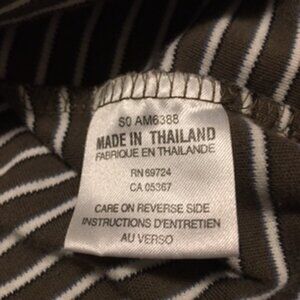 S0 AM6388
MADE IN THAILAND
FABRIQUE EN THAILANDE
RN 69724
CA 05367
CARE ON REVERSE SIDE
INSTRUCTIONS D'ENTRETIEN
AU VERSO